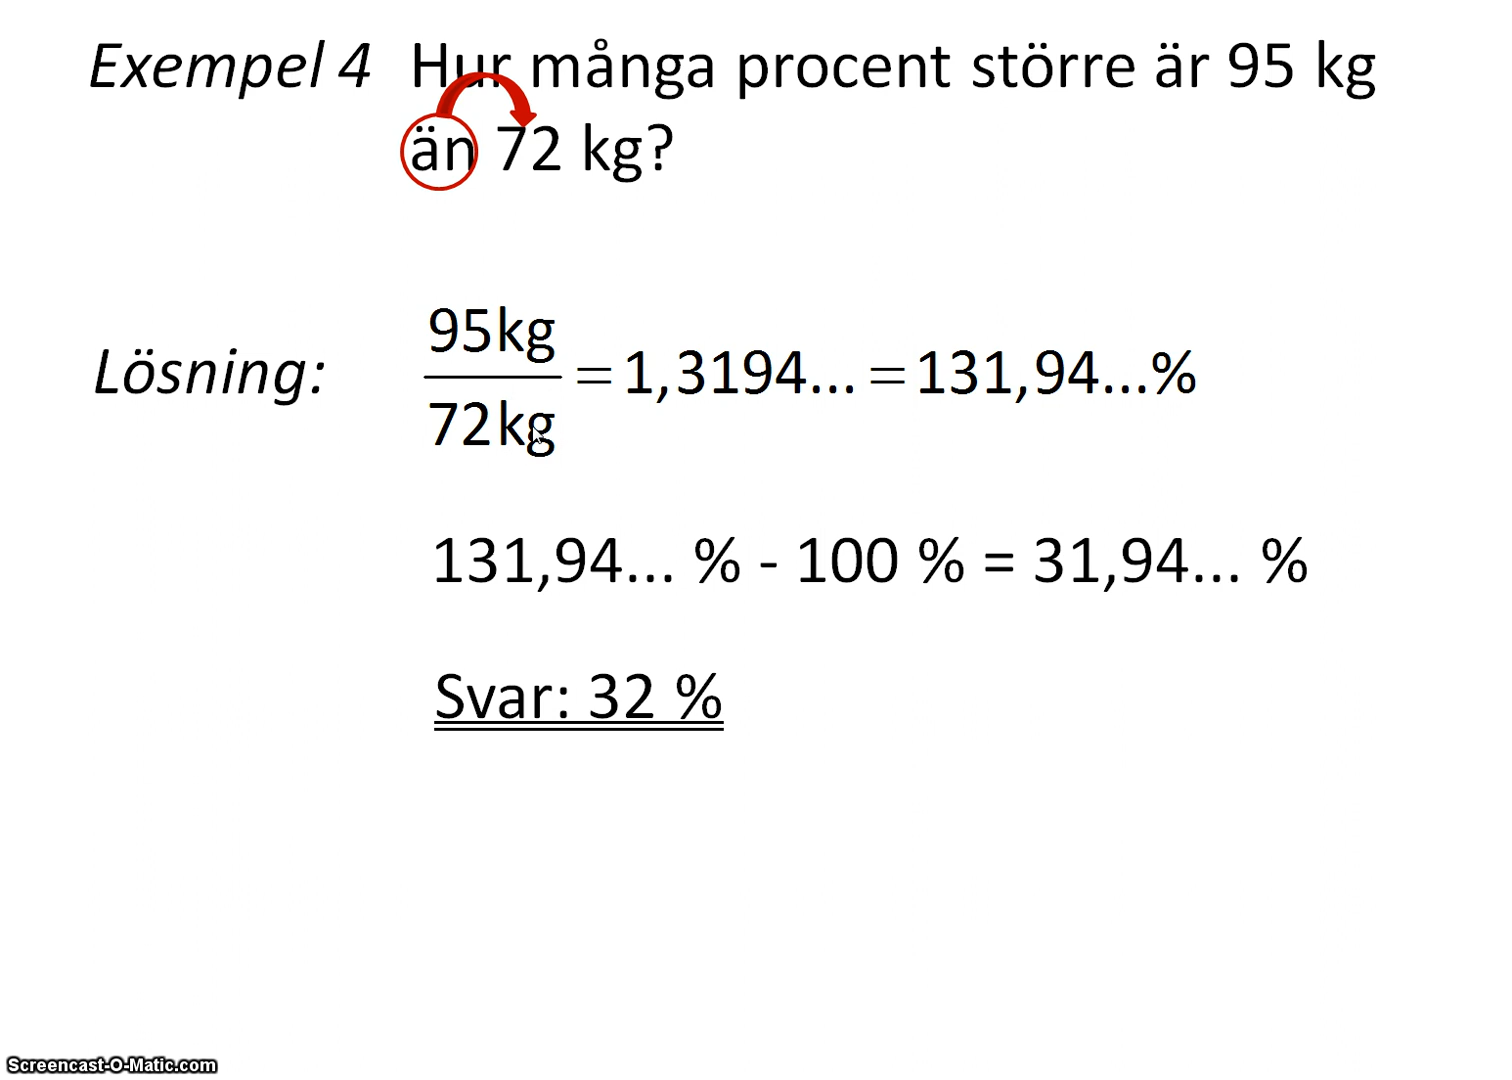 Exempel 4 Hur många procent större är 95 kg
än 72 kg?
Lösning:
95kg
72kg
=1,3194...=131,94...%
131,94... % - 100 % = 31,94... %
Svar: 32 %
Screencast-O-Matic.com